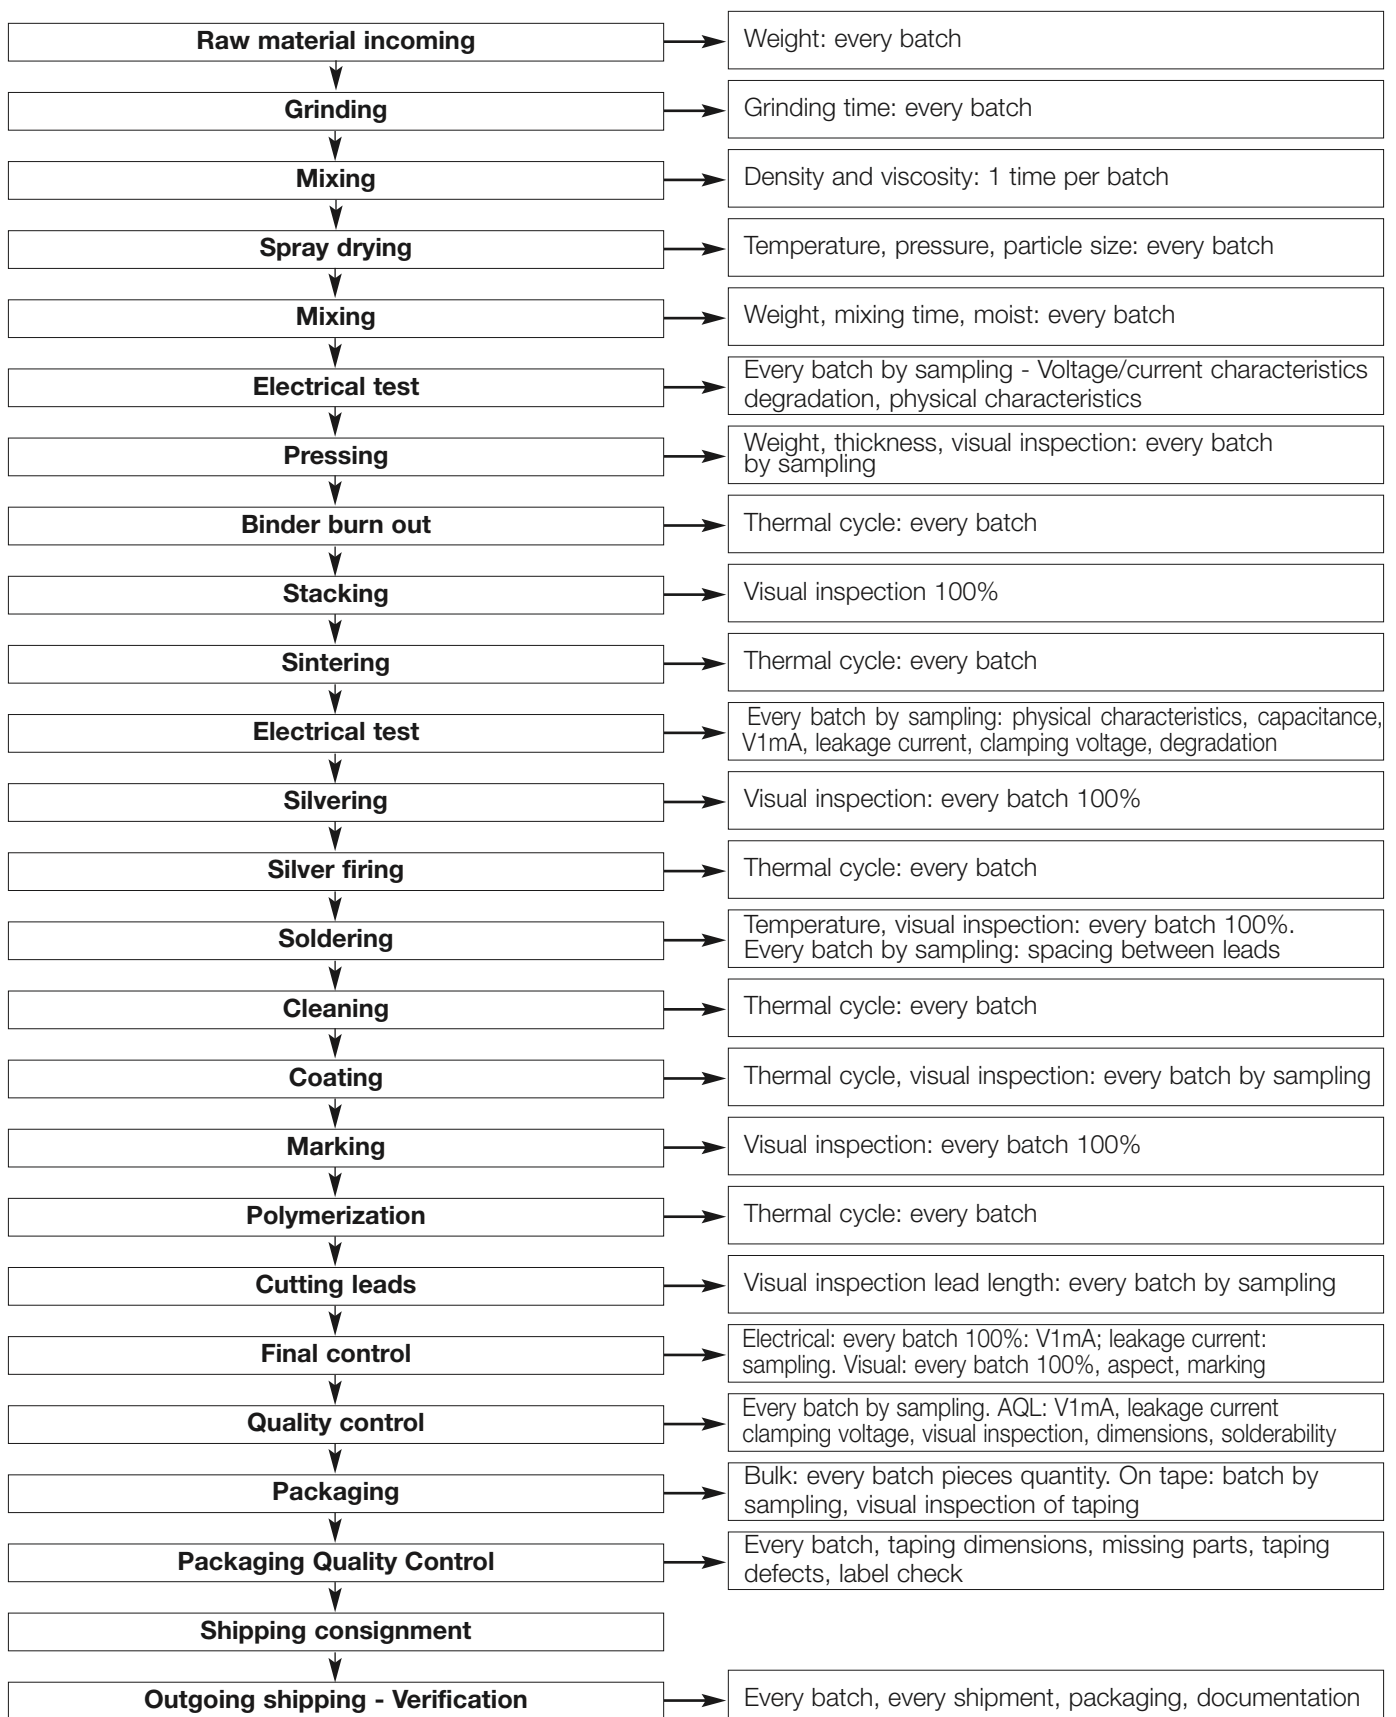 Raw material incoming
Weight: every batch
Grinding
Grinding time: every batch
Mixing
Density and viscosity: 1 time per batch
Spray drying
Temperature, pressure, particle size: every batch
Mixing
Weight, mixing time, moist: every batch
Electrical test
Every batch by sampling - Voltage/current characteristics
degradation, physical characteristics
Pressing
Weight, thickness, visual inspection: every batch
by sampling
Binder burn out
Thermal cycle: every batch
Stacking
Visual inspection 100%
Sintering
Thermal cycle: every batch
Electrical test
Every batch by sampling: physical characteristics, capacitance,
V1mA, leakage current, clamping voltage, degradation
Silvering
Visual inspection: every batch 100%
Silver firing
Thermal cycle: every batch
Soldering
Temperature, visual inspection: every batch 100%.
Every batch by sampling: spacing between leads
Cleaning
Thermal cycle: every batch
Coating
Thermal cycle, visual inspection: every batch by sampling
Marking
Visual inspection: every batch 100%
Polymerization
Thermal cycle: every batch
Cutting leads
Visual inspection lead length: every batch by sampling
Final control
Electrical: every batch 100%: V1mA; leakage current:
sampling. Visual: every batch 100%, aspect, marking
Quality control
Every batch by sampling. AQL: V1mA, leakage current
clamping voltage, visual inspection, dimensions, solderability
Packaging
Bulk: every batch pieces quantity. On tape: batch by
sampling, visual inspection of taping
Packaging Quality Control
Every batch, taping dimensions, missing parts, taping
defects, label check
Shipping consignment
Outgoing shipping - Verification
Every batch, every shipment, packaging, documentation